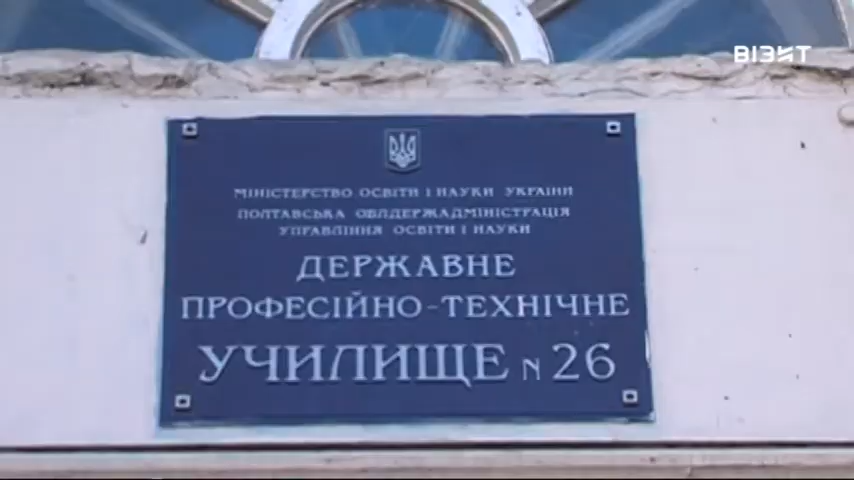 ВІЗИТ
МІНІСТЕРСТВО ОСВІТИ І НАУКИ УКРАЇНИ
ПОЛТАВСЬКА ОБЛДЕРЖАДМІНІСТРАЦІЯ
УПРАВЛІННЯ ОСВІТИ І НАУКИ
ДЕРЖАВНЕ
ПРОФЕСІЙНО-ТЕХНІЧНЕ
УЧИЛИЩЕ N 26